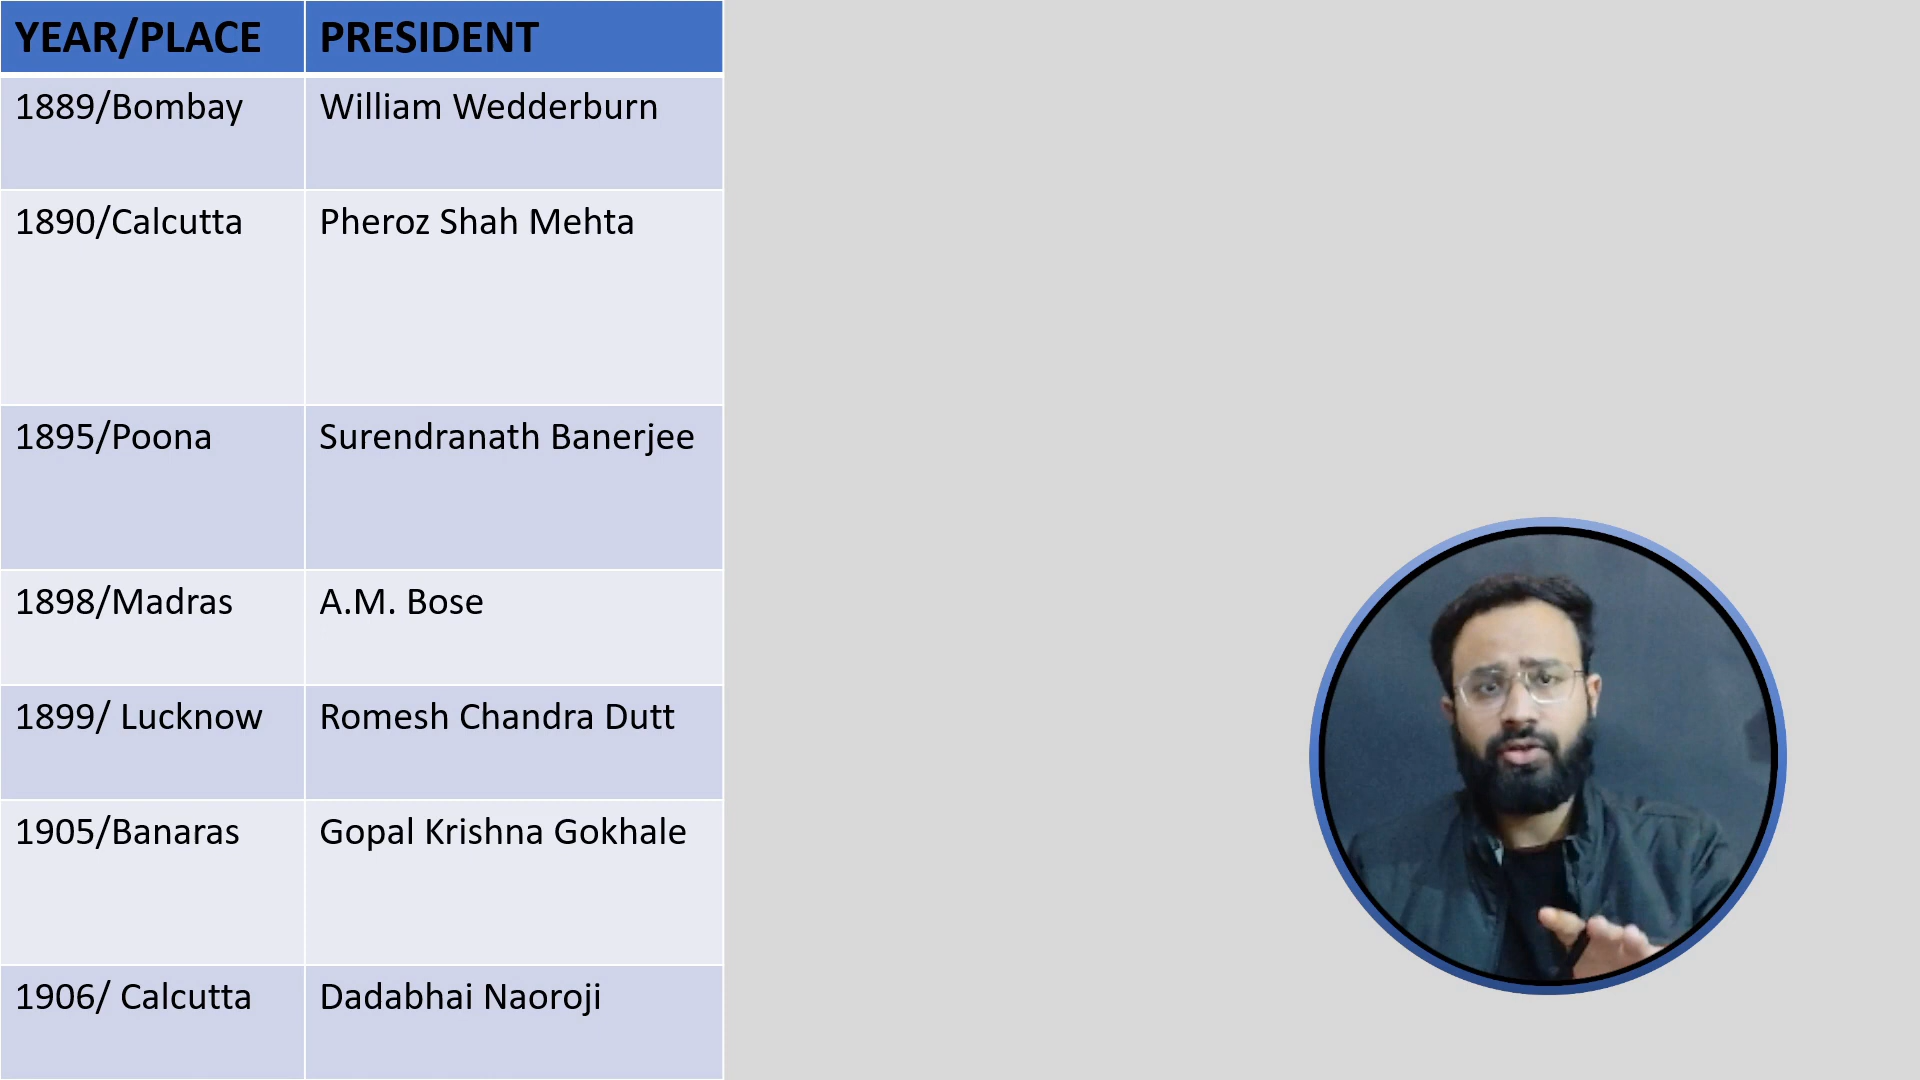 YEAR/PLACE PRESIDENT
1889/Bombay William Wedderburn
1890/Calcutta Pheroz Shah Mehta
1895/Poona Surendranath Banerjee
1898/Madras A.M. Bose
1899/ Lucknow Romesh Chandra Dutt
1905/Banaras Gopal Krishna Gokhale
1906/ Calcutta Dadabhai Naoroji